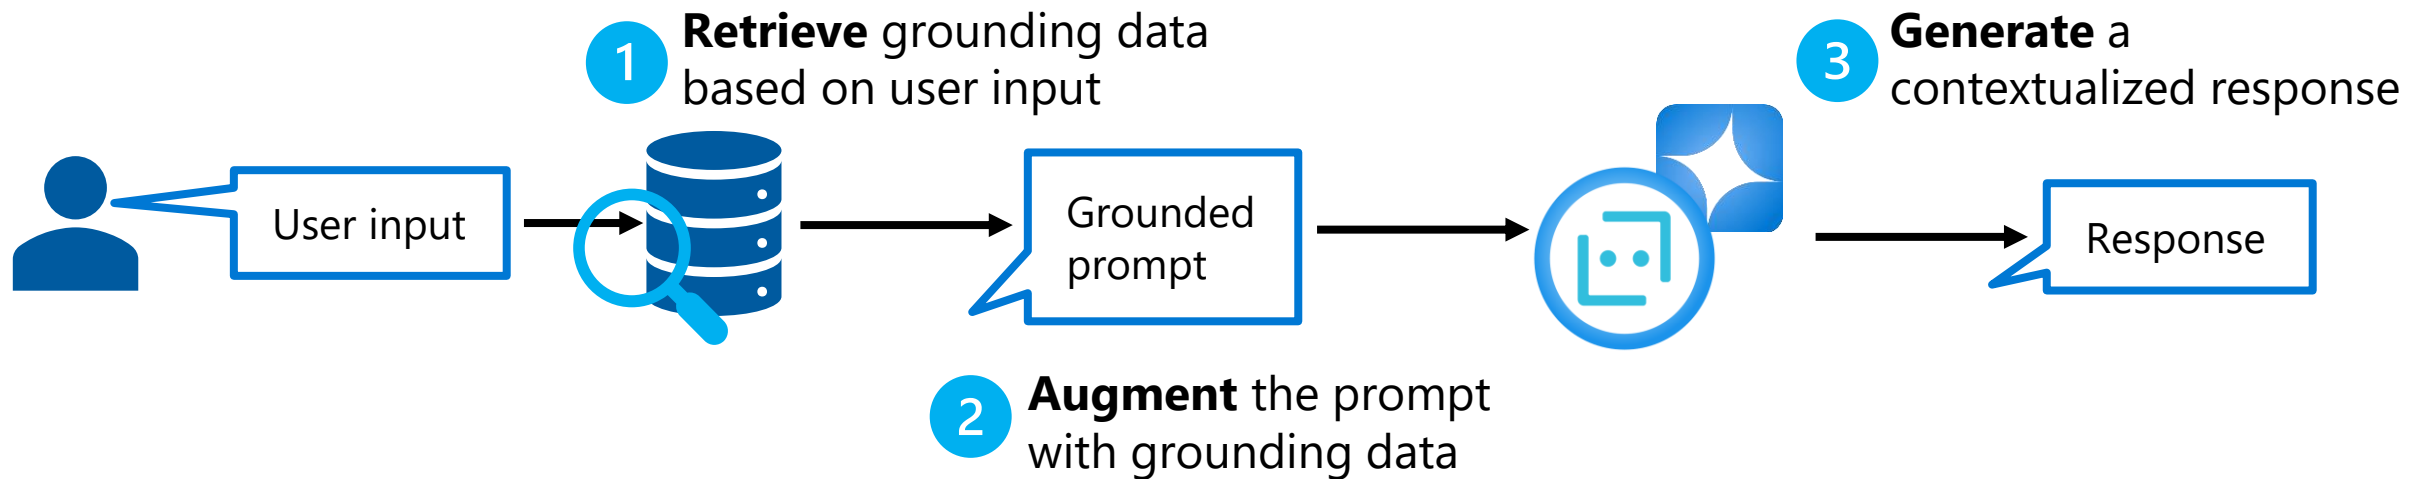 1
Retrieve grounding data
based on user input
3
Generate a
contextualized response
User input
Grounded
prompt
Response
2
Augment the prompt
with grounding data